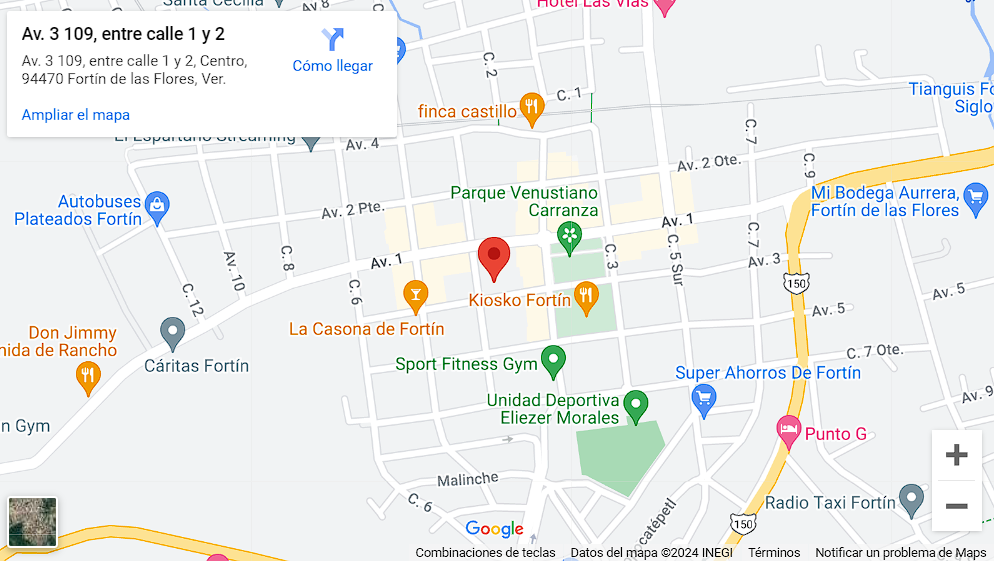 Santa Cecilia
Hotel Las Vías
Av. 3 109, entre calle 1 y 2
Av. 3 109, entre calle 1 y 2, Centro,
94470 Fortín de las Flores, Ver.
Cómo llegar
Ampliar el mapa
C. 2
C. 1
finca castillo
Tianguis Fo
Siglo
El Espartano Streaming
Av. 4
C. 7
Av. 2 Ote.
C. 9
Autobuses
Plateados Fortín
Av. 2 Pte.
Parque Venustiano
Carranza
Mi Bodega Aurrera,
Fortín de las Flores
Av. 1
C. 3
C. 5 Sur
C. 7
Av. 3
Av. 1
C. 8
Av. 10
C. 12
C. 6
150
Av. 5
Kiosko Fortín
Av. 5
La Casona de Fortín
Don Jimmy
mida de Rancho
Cáritas Fortín
Sport Fitness Gym
C. 7 Ote.
Super Ahorros De Fortín
Av. 9
Unidad Deportiva
Eliezer Morales
n Gym
Punto G
Malinche
C. 6
Radio Taxi Fortín
150
Google
Combinaciones de teclas
Datos del mapa ©2024 INEGI
Términos
Notificar un problema de Maps